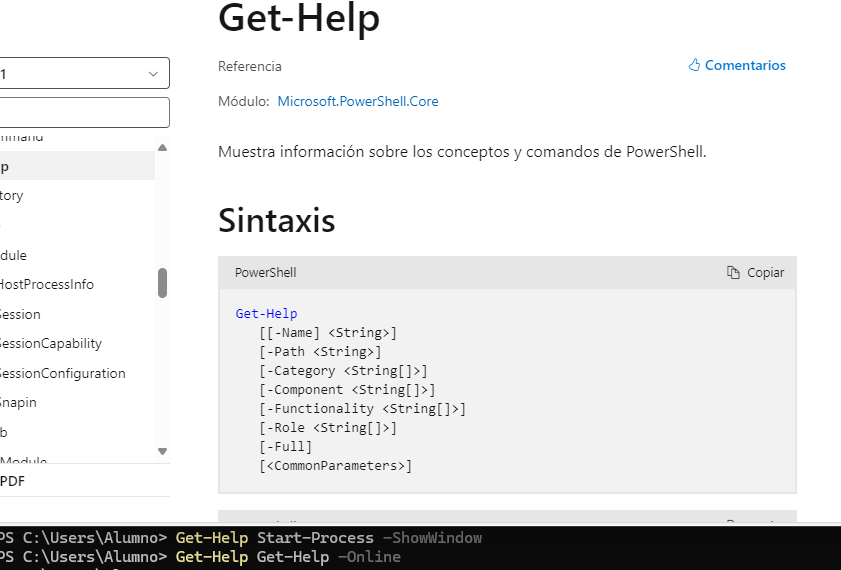 Get-Help
Referencia
Comentarios
Módulo: Microsoft.PowerShell.Core
Muestra información sobre los conceptos y comandos de PowerShell.
1
p
tory
dule
HostProcessInfo
Session
SessionCapability
SessionConfiguration
Snapin
b
Module
PDF
Sintaxis
PowerShell
Copiar
Get-Help
[[-Name] <String>]
[-Path <String>]
[-Category <String[]>]
[-Component <String[]>]
[-Functionality <String[]>]
[-Role <String[]>]
[-Full]
[<CommonParameters>]
PS C:\Users\Alumno> Get-Help Start-Process -ShowWindow
PS C:\Users\Alumno> Get-Help Get-Help -Online